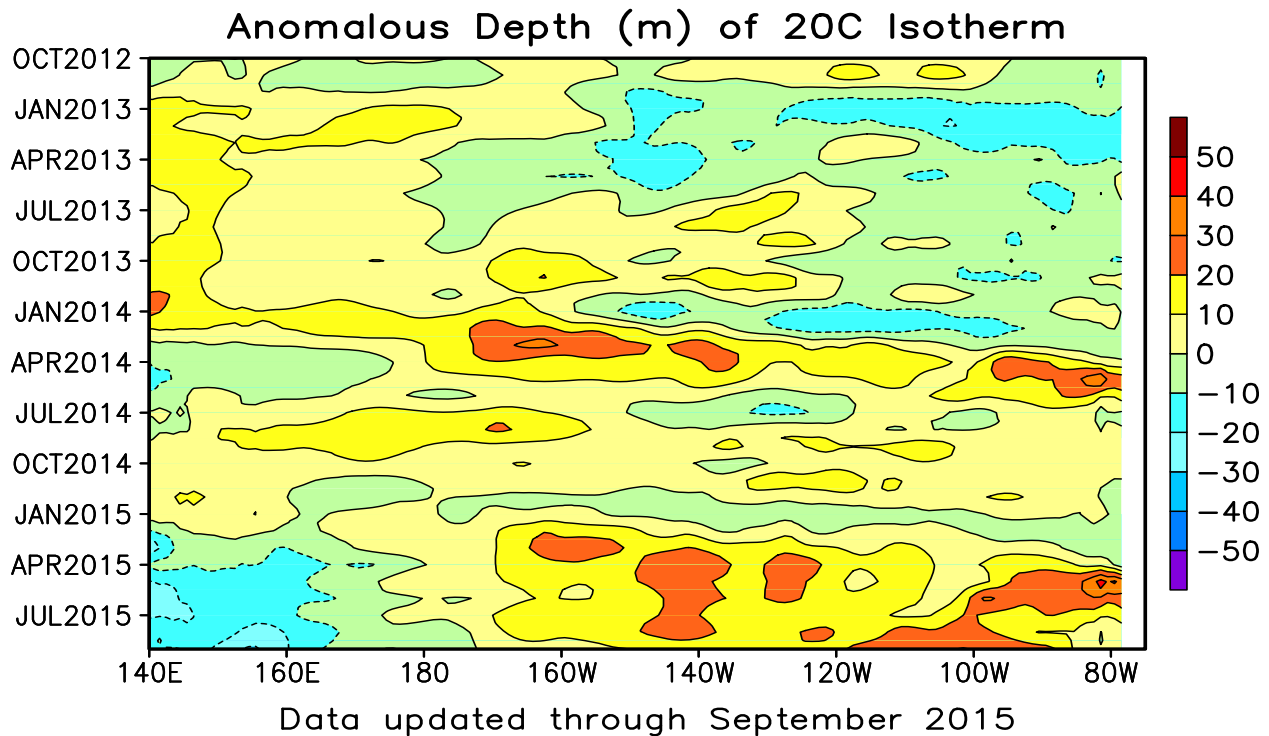 Anomalous Depth (m) of 20C Isotherm
OCT2012
JAN2013
APR2013
JUL2013
OCT2013
JAN2014
APR2014
JUL2014
OCT2014
JAN2015
APR2015
JUL2015
140E 160E 180 160W 140W 120W 100W 80W
50
40
30
20
10
0
−10
−20
−30
−40
−50
Data updated through September 2015